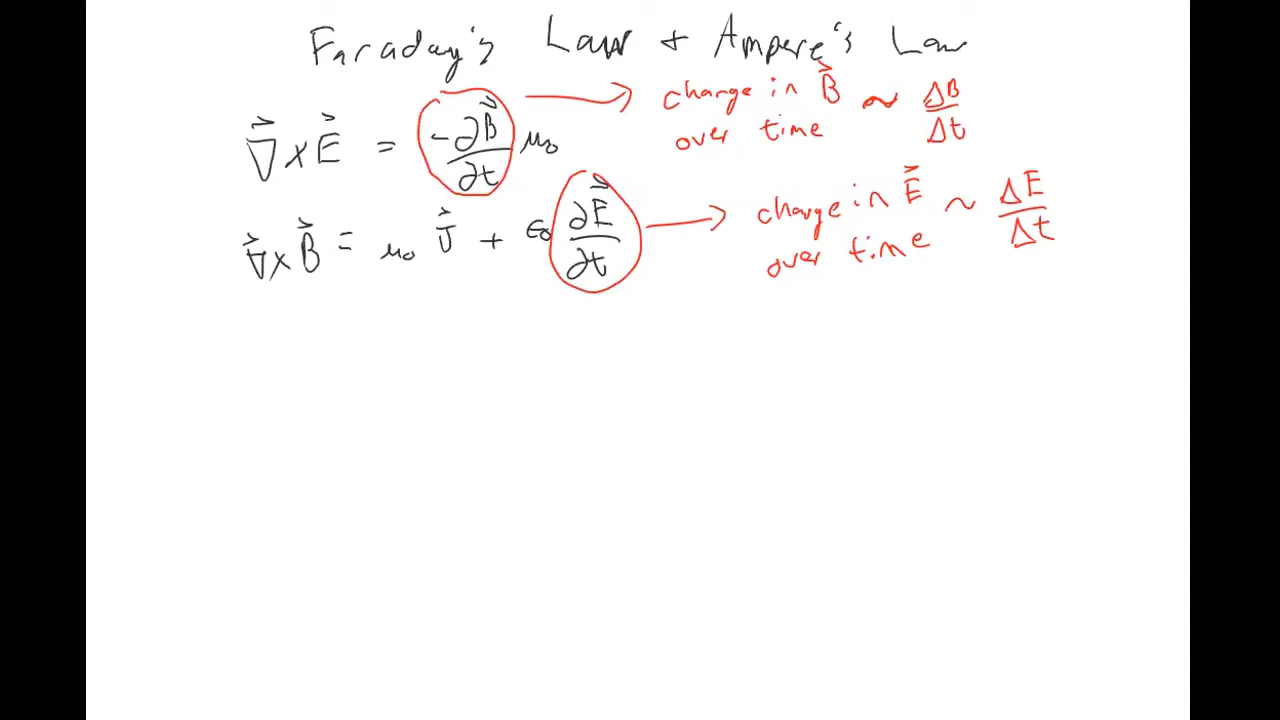 Faraday's Law + Ampere's Law
∇⃗ × E⃗ = -∂B⃗/∂t μ₀ → change in B⃗ over time ~ ΔB/Δt
∇⃗ × B⃗ = μ₀ J⃗ + ε₀ ∂E⃗/∂t → change in E⃗ over time ~ ΔE/Δt